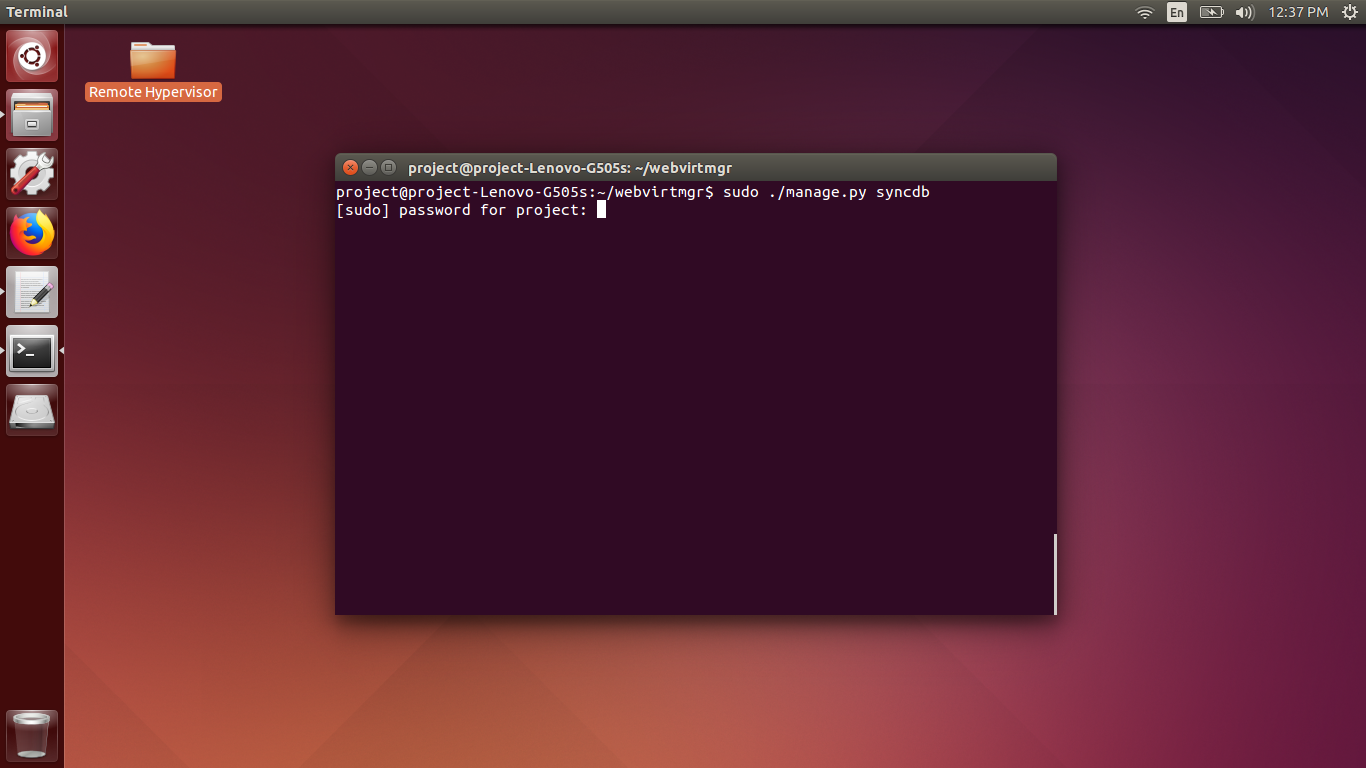 Terminal
En
12:37 PM
Remote Hypervisor
project@project-Lenovo-G505s: ~/webvirtmgr
project@project-Lenovo-G505s:~/webvirtmgr$ sudo ./manage.py syncdb
[sudo] password for project: